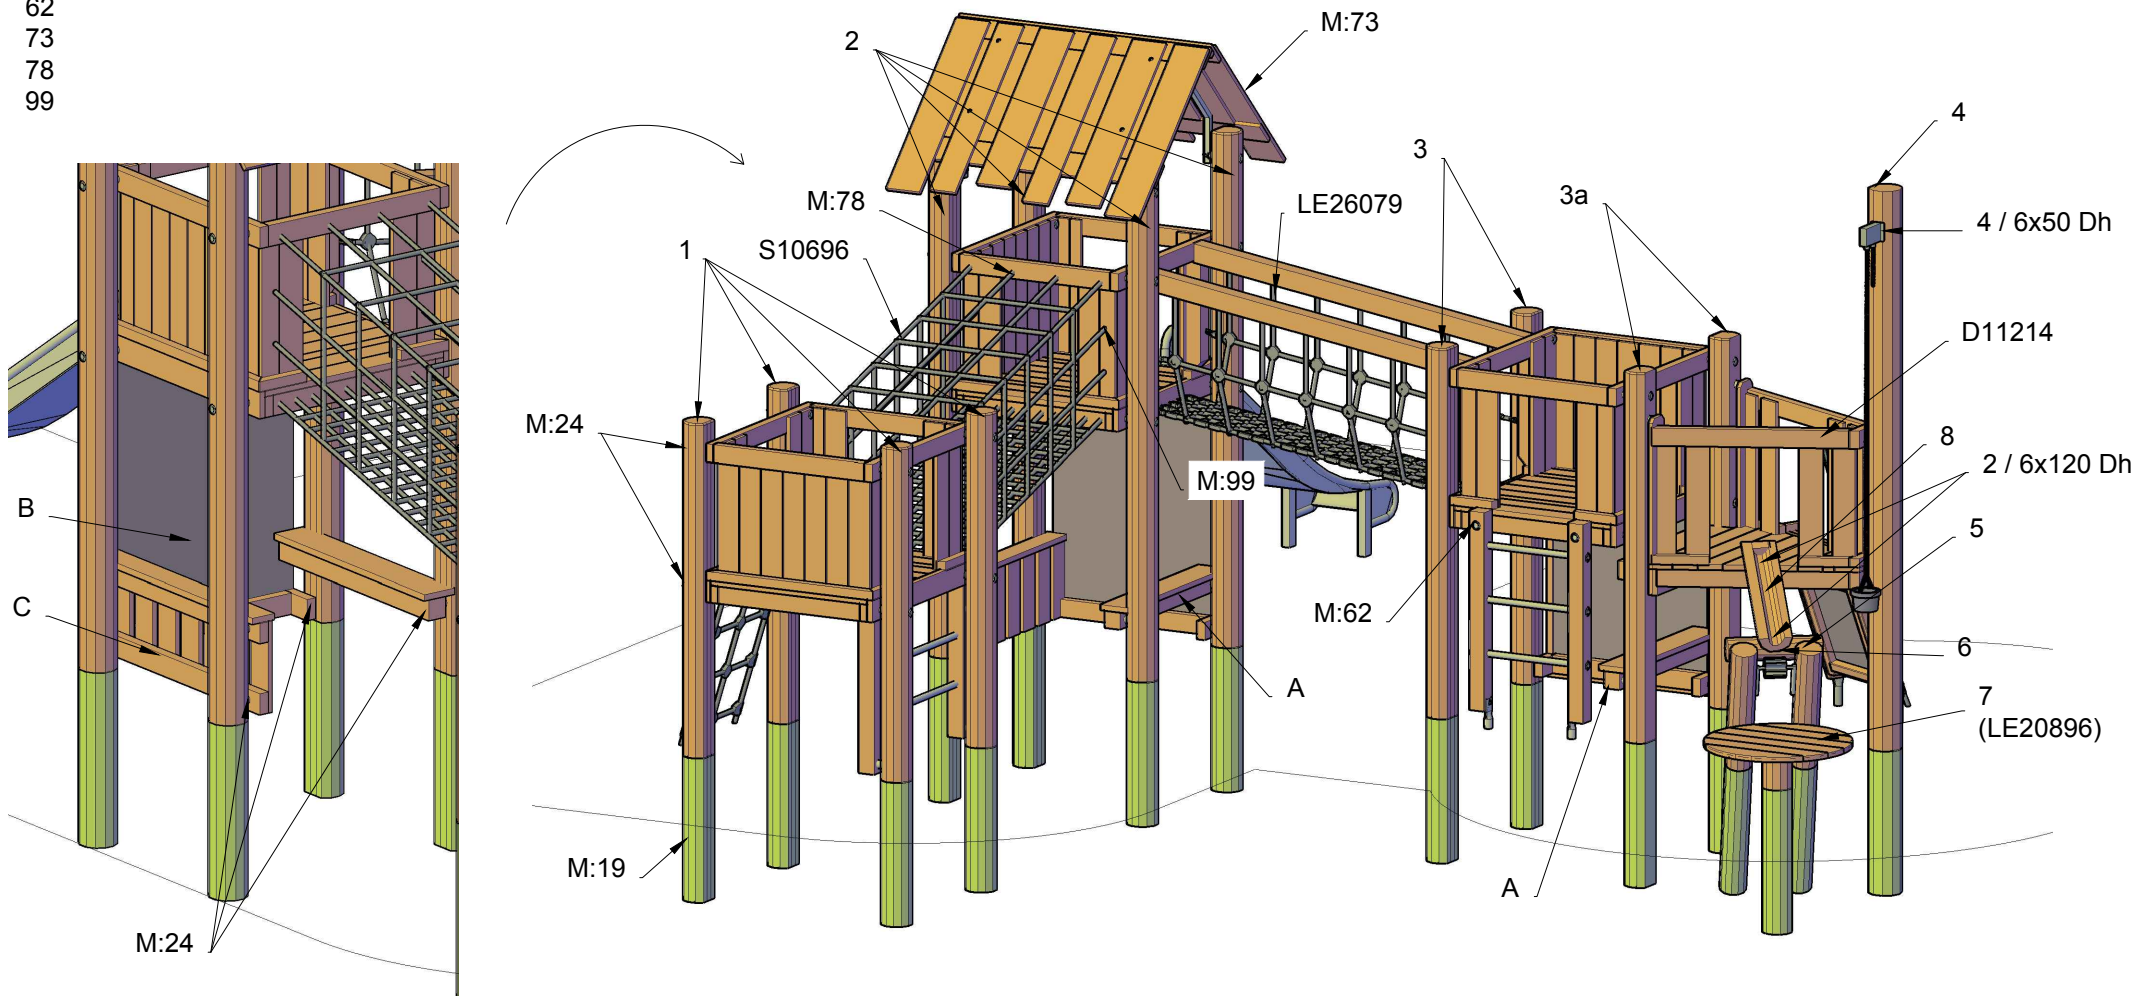 62
73
78
99
B
C
M:24
2
M:73
M:78
S10696
1
M:24
LE26079
3
3a
4
4 / 6x50 Dh
D11214
8
2 / 6x120 Dh
5
6
7
(LE20896)
M:99
M:62
A
A
M:19